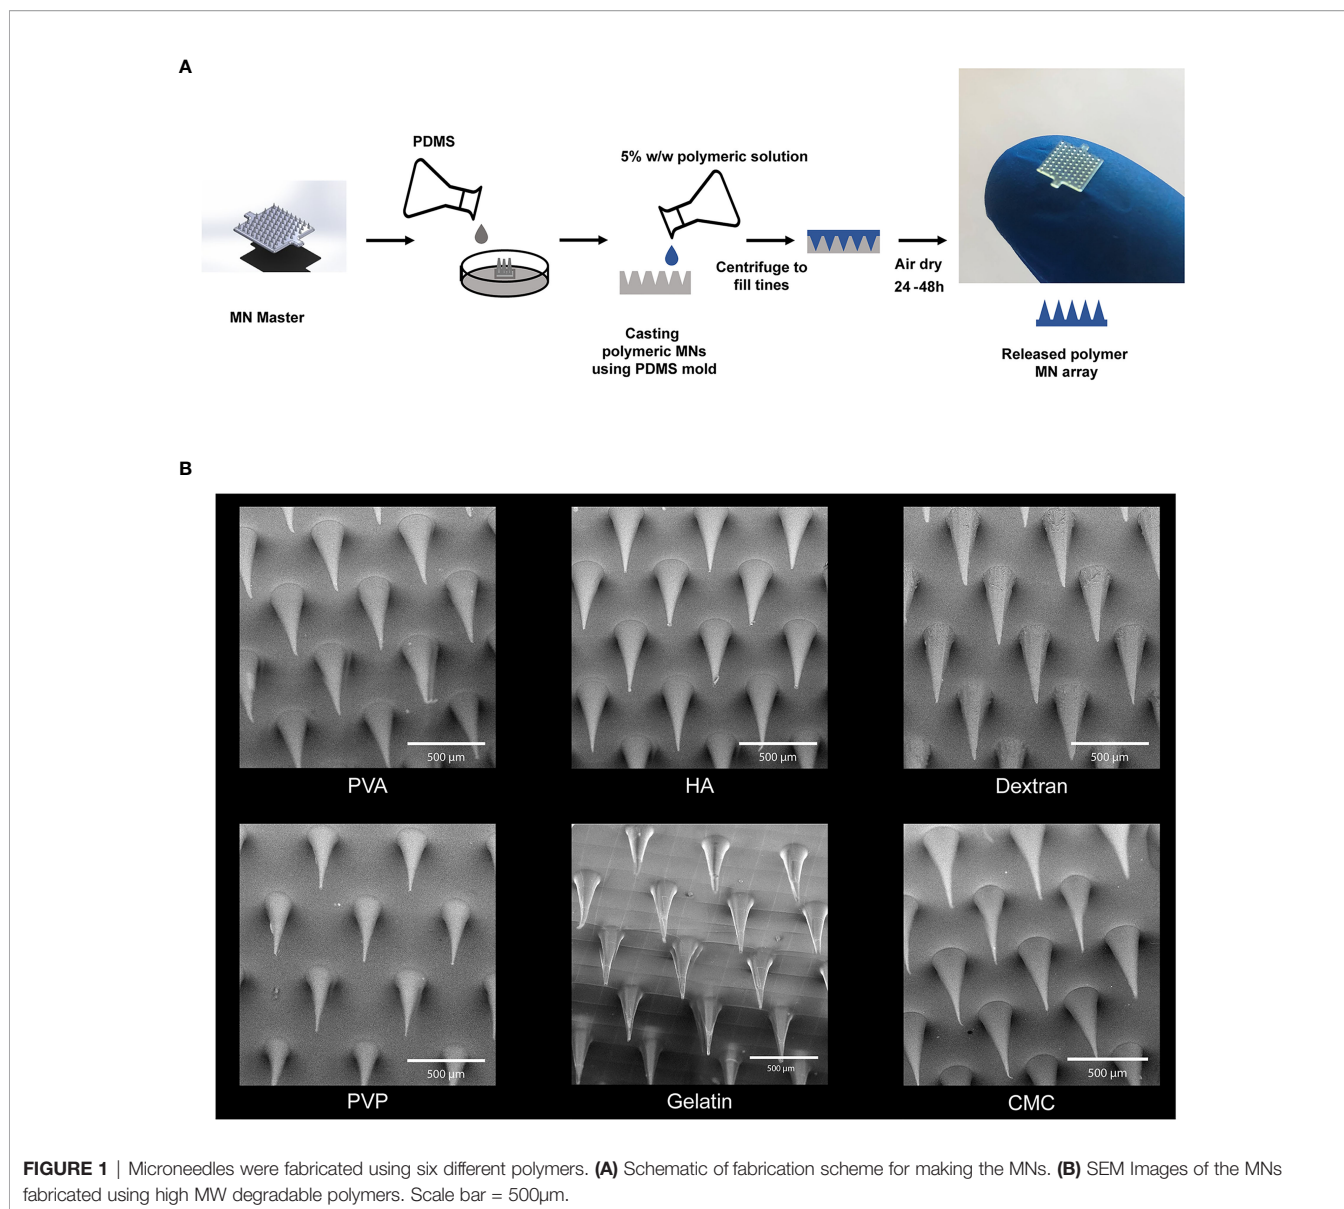 A
PDMS
5% w/w polymeric solution
MN Master
Centrifuge to
fill tines
Air dry
24 -48h
Casting
polymeric MNs
using PDMS mold
Released polymer
MN array
B
500 µm
500 µm
500 µm
PVA
HA
Dextran
500 µm
500 µm
500 µm
PVP
Gelatin
CMC
FIGURE 1 | Microneedles were fabricated using six different polymers. (A) Schematic of fabrication scheme for making the MNs. (B) SEM Images of the MNs
fabricated using high MW degradable polymers. Scale bar = 500µm.